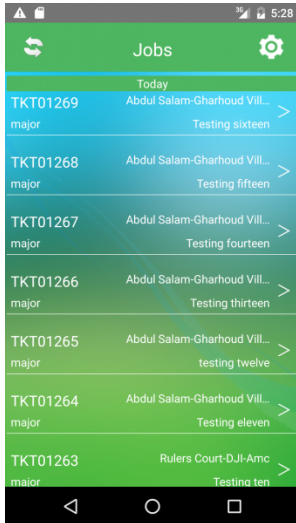 3G 5:28
Jobs
Today
TKT01269 Abdul Salam-Gharhoud Vill...
major Testing sixteen
TKT01268 Abdul Salam-Gharhoud Vill...
major Testing fifteen
TKT01267 Abdul Salam-Gharhoud Vill...
major Testing fourteen
TKT01266 Abdul Salam-Gharhoud Vill...
major Testing thirteen
TKT01265 Abdul Salam-Gharhoud Vill...
major testing twelve
TKT01264 Abdul Salam-Gharhoud Vill...
major Testing eleven
TKT01263 Rulers Court-DJI-Amc
major Testing ten